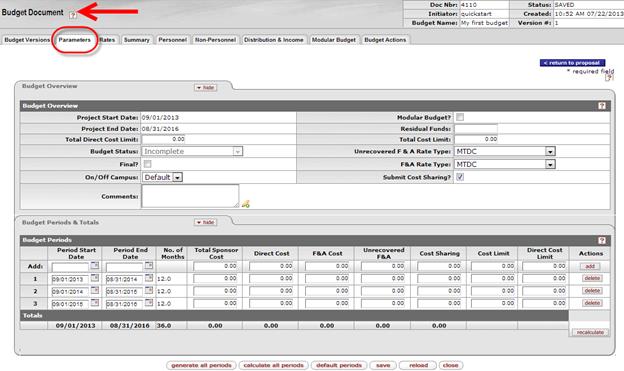 Budget Document ?
Doc Nbr: 4110 Status: SAVED
Initiator: quickstart Created: 10:52 AM 07/22/2013
Budget Name: My first budget Version #: 1
Budget Versions Parameters Rates Summary Personnel Non-Personnel Distribution & Income Modular Budget Budget Actions
< return to proposal
* required field
?
Budget Overview hide
Budget Overview ?
Project Start Date: 09/01/2013 Modular Budget?
Project End Date: 08/31/2016 Residual Funds:
Total Direct Cost Limit: 0.00 Total Cost Limit: 0.00
Budget Status: Incomplete Unrecovered F & A Rate Type: MTDC
Final? F&A Rate Type: MTDC
On/Off Campus: Default Submit Cost Sharing?
Comments:
Budget Periods & Totals hide
Budget Periods ?
Period Start Date Period End Date No. of Months Total Sponsor Cost Direct Cost F&A Cost Unrecovered F&A Cost Sharing Cost Limit Direct Cost Limit Actions
Add: 0.00 0.00 0.00 0.00 0.00 0.00 0.00 add
1 09/01/2013 08/31/2014 12.0 0.00 0.00 0.00 0.00 0.00 0.00 0.00 delete
2 09/01/2014 08/31/2015 12.0 0.00 0.00 0.00 0.00 0.00 0.00 0.00 delete
3 09/01/2015 08/31/2016 12.0 0.00 0.00 0.00 0.00 0.00 0.00 0.00 delete
Totals
09/01/2013 08/31/2016 36.0 0.00 0.00 0.00 0.00 0.00
recalculate
generate all periods calculate all periods default periods save reload close